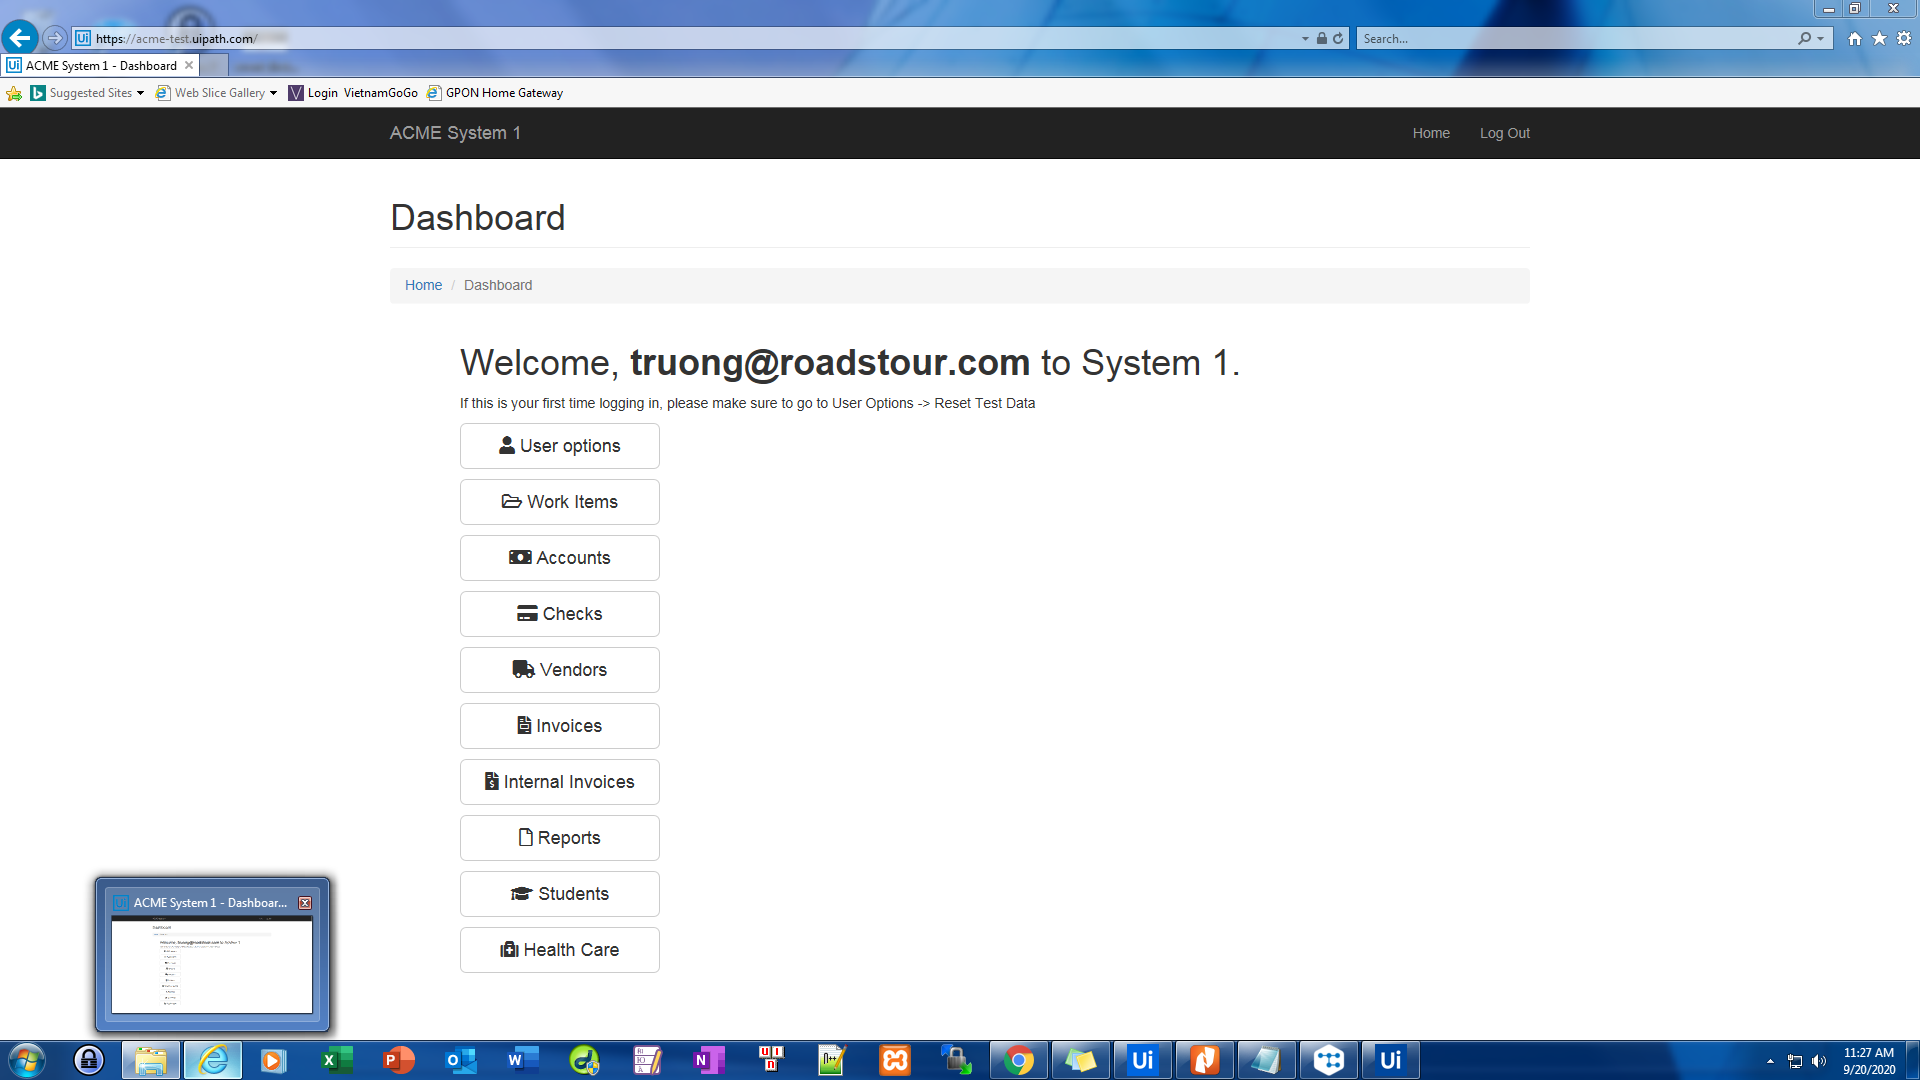 https://acme-test.uipath.com/
Search...
ACME System 1 - Dashboard
Suggested Sites
Web Slice Gallery
Login VietnamGoGo
GPON Home Gateway
ACME System 1
Home
Log Out
Dashboard
Home / Dashboard
Welcome, truong@roadstour.com to System 1.
If this is your first time logging in, please make sure to go to User Options -> Reset Test Data
User options
Work Items
Accounts
Checks
Vendors
Invoices
Internal Invoices
Reports
Students
Health Care
ACME System 1 - Dashboar...
11:27 AM
9/20/2020